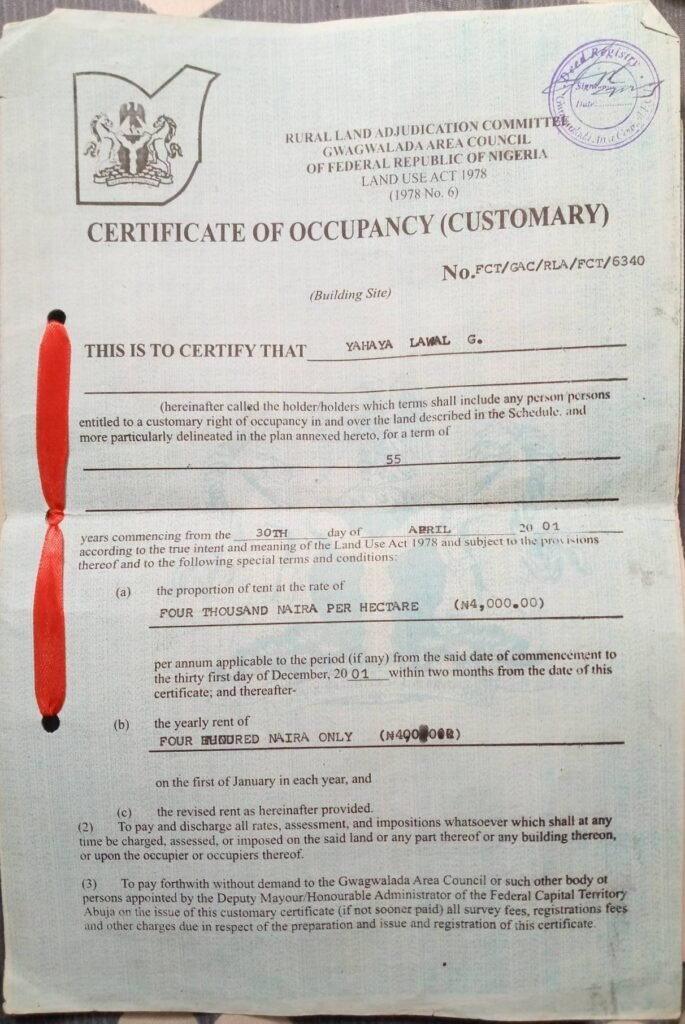 Deed Registry
Sign
Date:
RURAL LAND ADJUDICATION COMMITTEE
GWAGWALADA AREA COUNCIL
OF FEDERAL REPUBLIC OF NIGERIA
LAND USE ACT 1978
(1978 No. 6)
CERTIFICATE OF OCCUPANCY (CUSTOMARY)
No. FCT/GAC/RLA/FCT/6340
(Building Site)
THIS IS TO CERTIFY THAT YAHAYA LAWAL G.
(hereinafter called the holder/holders which terms shall include any person/persons
entitled to a customary right of occupancy in and over the land described in the Schedule. and
more particularly delineated in the plan annexed hereto, for a term of
55
years commencing from the 30TH day of APRIL 20 01
according to the true intent and meaning of the Land Use Act 1978 and subject to the provisions
thereof and to the following special terms and conditions:
(a) the proportion of tent at the rate of
FOUR THOUSAND NAIRA PER HECTARE (₦4,000.00)
per annum applicable to the period (if any) from the said date of commencement to
the thirty first day of December, 20 01 within two months from the date of this
certificate; and thereafter-
(b) the yearly rent of
FOUR HUNDRED NAIRA ONLY
on the first of January in each year, and
(c) the revised rent as hereinafter provided.
(2) To pay and discharge all rates, assessment, and impositions whatsoever which shall at any
time be charged, assessed, or imposed on the said land or any part thereof or any building thereon,
or upon the occupier or occupiers thereof.
(3) To pay forthwith without demand to the Gwagwalada Area Council or such other body of
persons appointed by the Deputy Mayour/Honourable Administrator of the Federal Capital Territory
Abuja on the issue of this customary certificate (if not sooner paid) all survey fees, registrations fees
and other charges due in respect of the preparation and issue and registration of this certificate.